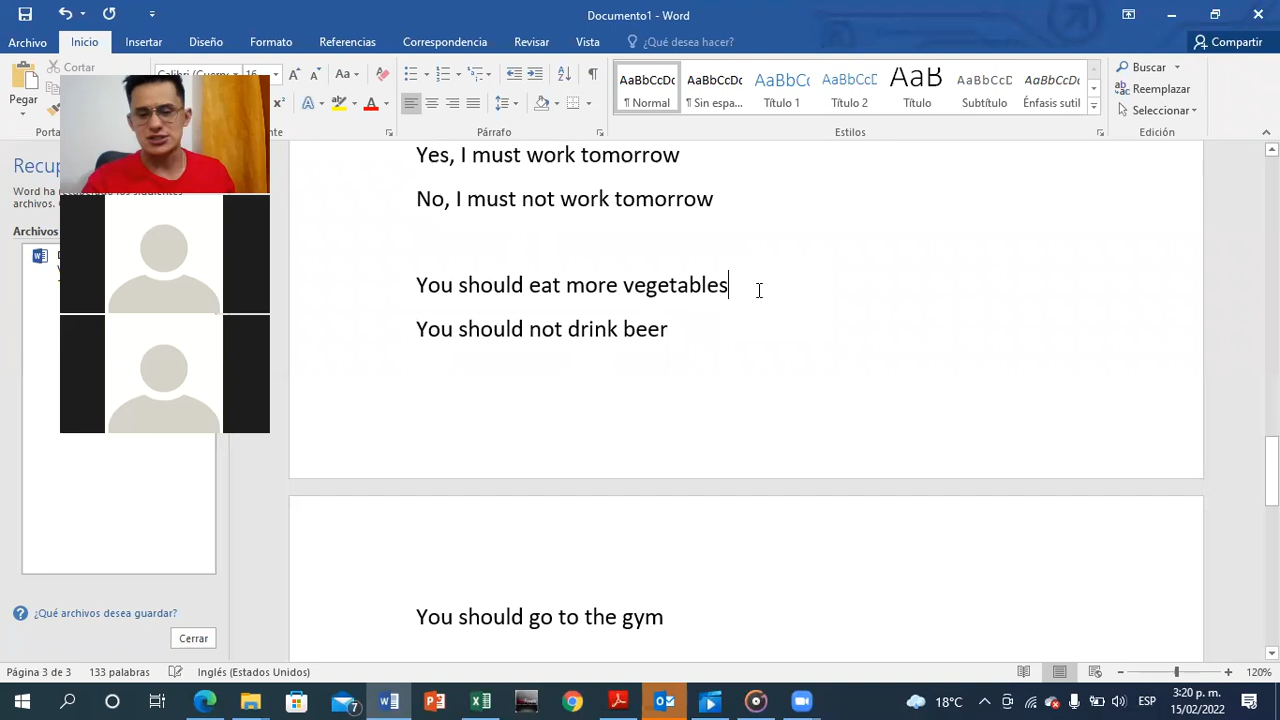 Documento1 - Word
Archivo Inicio Insertar Diseño Formato Referencias Correspondencia Revisar Vista ¿Qué desea hacer? Compartir
Cortar
Pegar
Párrafo
AaBbCcDc
¶ Normal
AaBbCcDc
¶ Sin espa...
AaBbC
Título 1
AaBbCcD
Título 2
AaB
Título
AaBbCcD
Subtítulo
AaBbCcDc
Énfasis sutil
Estilos
Buscar
Reemplazar
Seleccionar
Edición
archivos.
¿Qué archivos desea guardar?
Cerrar
Yes, I must work tomorrow
No, I must not work tomorrow
You should eat more vegetables
You should not drink beer
You should go to the gym
Página 3 de 3 133 palabras Inglés (Estados Unidos) 120%
7
18°C ESP 3:20 p. m.
15/02/2022